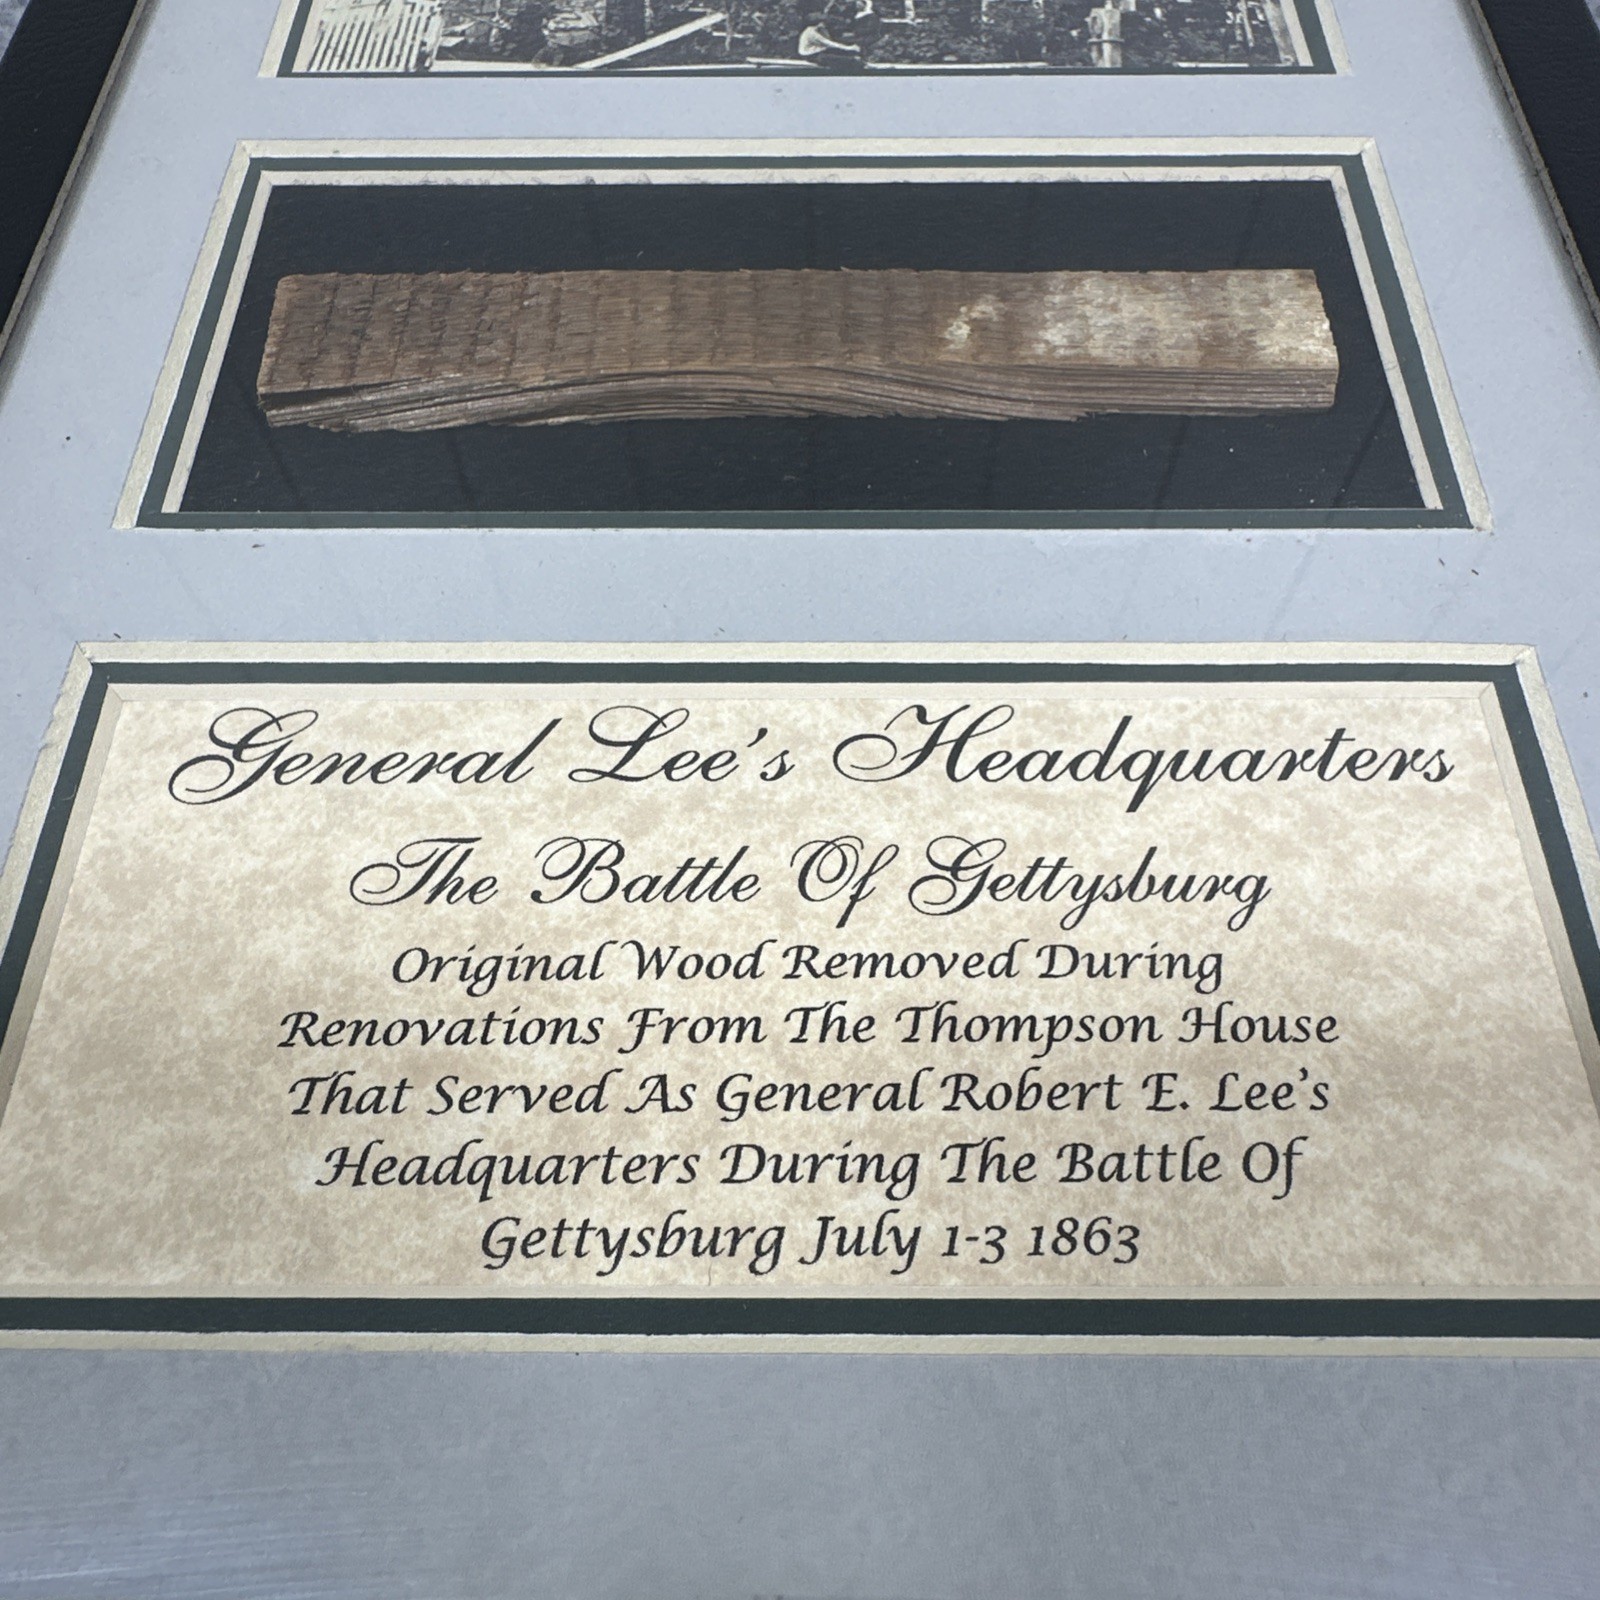 General Lee's Headquarters
The Battle Of Gettysburg
Original Wood Removed During
Renovations From The Thompson House
That Served As General Robert E. Lee's
Headquarters During The Battle Of
Gettysburg July 1-3 1863